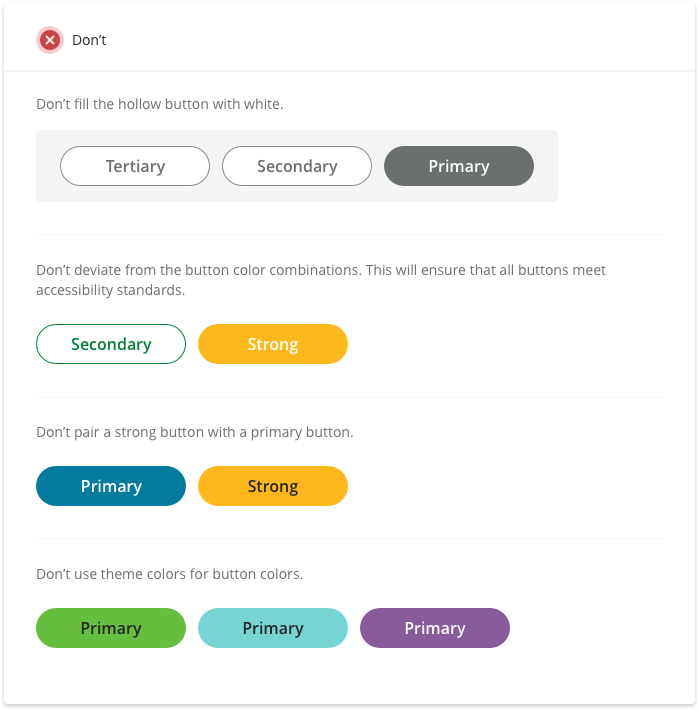 Don’t
Don’t fill the hollow button with white.
Tertiary Secondary Primary
Don’t deviate from the button color combinations. This will ensure that all buttons meet
accessibility standards.
Secondary Strong
Don’t pair a strong button with a primary button.
Primary Strong
Don’t use theme colors for button colors.
Primary Primary Primary